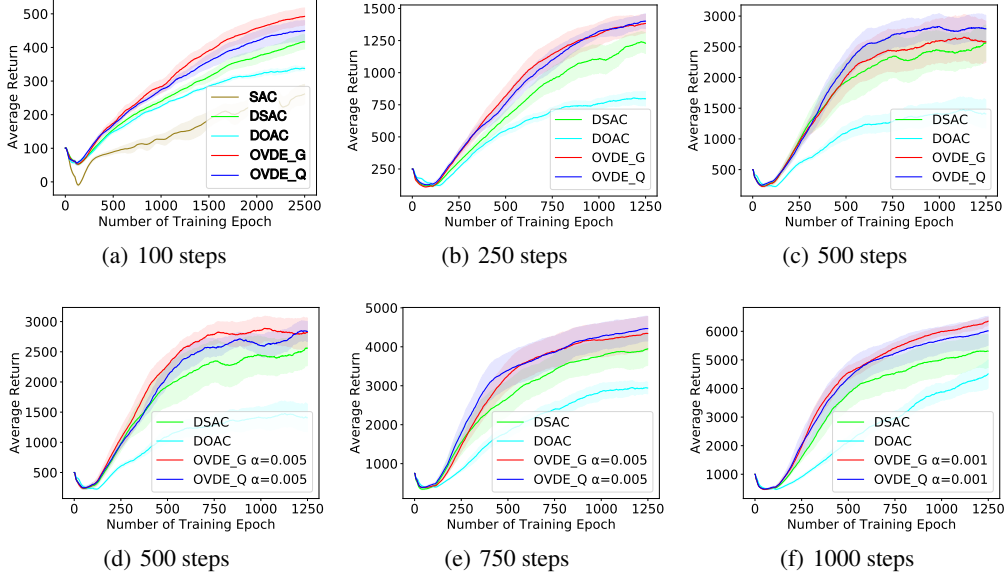 500
400
300
200
100
0
Average Return
0 500 1000 1500 2000 2500
Number of Training Epoch
SAC
DSAC
DOAC
OVDE_G
OVDE_Q
(a) 100 steps
1500
1250
1000
750
500
250
Average Return
0 250 500 750 1000 1250
Number of Training Epoch
DSAC
DOAC
OVDE_G
OVDE_Q
(b) 250 steps
3000
2500
2000
1500
1000
500
Average Return
0 250 500 750 1000 1250
Number of Training Epoch
DSAC
DOAC
OVDE_G
OVDE_Q
(c) 500 steps
3000
2500
2000
1500
1000
500
Average Return
0 250 500 750 1000 1250
Number of Training Epoch
DSAC
DOAC
OVDE_G α=0.005
OVDE_Q α=0.005
(d) 500 steps
5000
4000
3000
2000
1000
Average Return
0 250 500 750 1000 1250
Number of Training Epoch
DSAC
DOAC
OVDE_G α=0.005
OVDE_Q α=0.005
(e) 750 steps
6000
5000
4000
3000
2000
1000
0
Average Return
0 250 500 750 1000 1250
Number of Training Epoch
DSAC
DOAC
OVDE_G α=0.001
OVDE_Q α=0.001
(f) 1000 steps